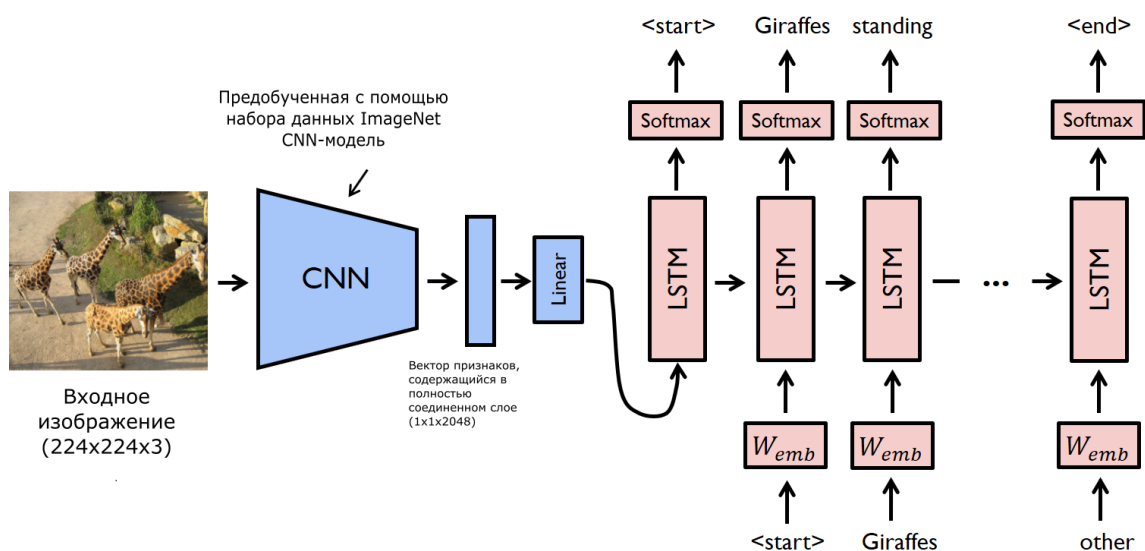 <start> Giraffes standing <end>
Предобученная с помощью
набора данных ImageNet
CNN-модель
Softmax Softmax Softmax Softmax
CNN
Linear
LSTM LSTM LSTM ... LSTM
Вектор признаков,
содержащийся в
полностью
соединенном слое
(1x1x2048)
Входное
изображение
(224x224x3)
W_emb W_emb ... W_emb
<start> Giraffes other